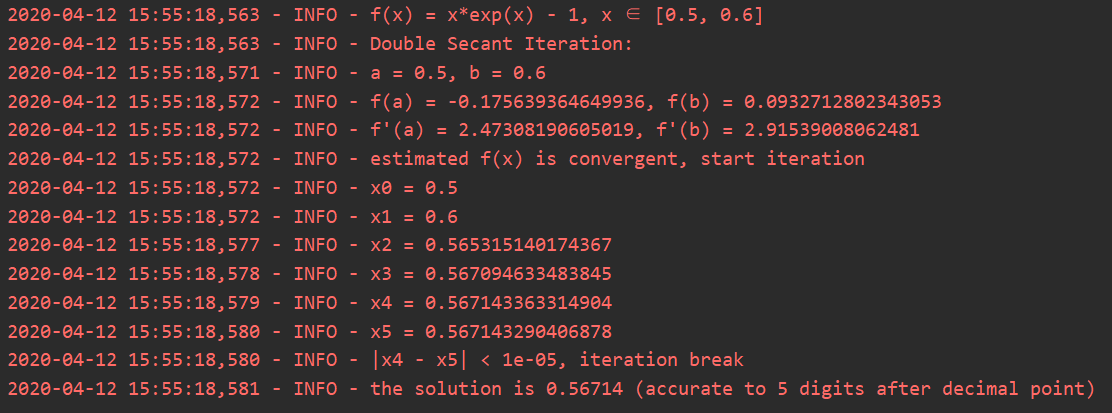 2020-04-12 15:55:18,563 - INFO - f(x) = x*exp(x) - 1, x ∈ [0.5, 0.6]
2020-04-12 15:55:18,563 - INFO - Double Secant Iteration:
2020-04-12 15:55:18,571 - INFO - a = 0.5, b = 0.6
2020-04-12 15:55:18,572 - INFO - f(a) = -0.175639364649936, f(b) = 0.0932712802343053
2020-04-12 15:55:18,572 - INFO - f'(a) = 2.47308190605019, f'(b) = 2.91539008062481
2020-04-12 15:55:18,572 - INFO - estimated f(x) is convergent, start iteration
2020-04-12 15:55:18,572 - INFO - x0 = 0.5
2020-04-12 15:55:18,572 - INFO - x1 = 0.6
2020-04-12 15:55:18,577 - INFO - x2 = 0.565315140174367
2020-04-12 15:55:18,578 - INFO - x3 = 0.567094633483845
2020-04-12 15:55:18,579 - INFO - x4 = 0.567143363314904
2020-04-12 15:55:18,580 - INFO - x5 = 0.567143290406878
2020-04-12 15:55:18,580 - INFO - |x4 - x5| < 1e-05, iteration break
2020-04-12 15:55:18,581 - INFO - the solution is 0.56714 (accurate to 5 digits after decimal point)